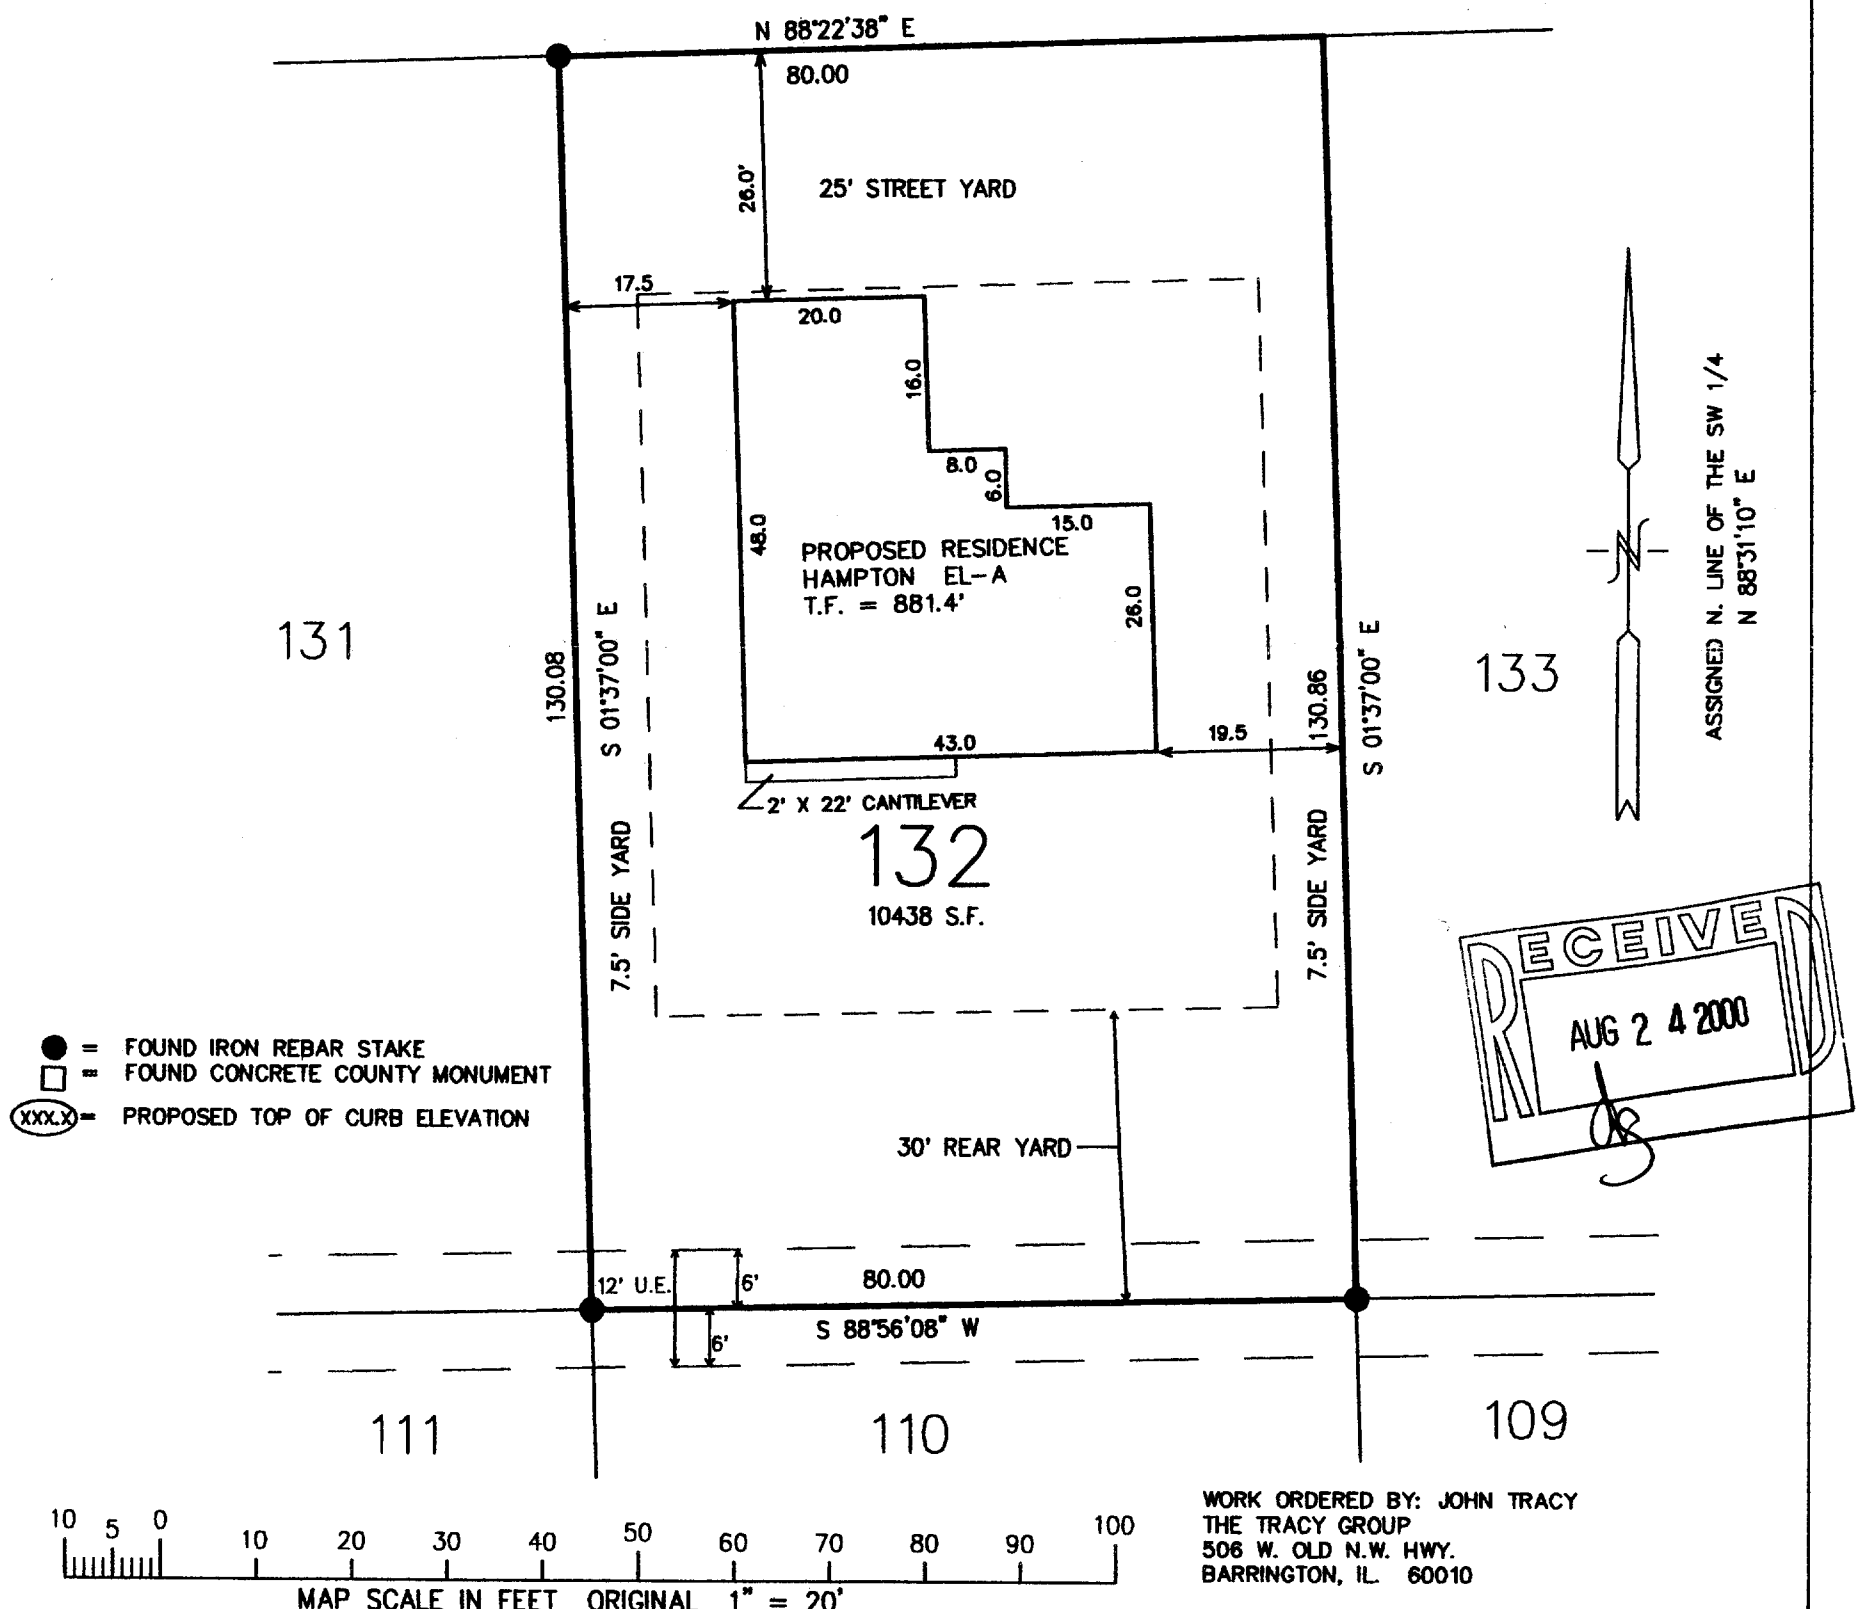 N 88°22'38" E
80.00
26.0'
25' STREET YARD
17.5
20.0
16.0
8.0
6.0
15.0
48.0
PROPOSED RESIDENCE
HAMPTON EL-A
T.F. = 881.4'
26.0
43.0
19.5
2' X 22' CANTILEVER
132
10438 S.F.
131
130.08
S 01°37'00" E
7.5' SIDE YARD
130.86
S 01°37'00" E
7.5' SIDE YARD
133
N
ASSIGNED N. LINE OF THE SW 1/4
N 88°31'10" E
RECEIVED
AUG 24 2000
= FOUND IRON REBAR STAKE
= FOUND CONCRETE COUNTY MONUMENT
XXX.X = PROPOSED TOP OF CURB ELEVATION
30' REAR YARD
12' U.E.
6'
80.00
6'
S 88°56'08" W
111
110
109
10 5 0 10 20 30 40 50 60 70 80 90 100
MAP SCALE IN FEET ORIGINAL 1" = 20'
WORK ORDERED BY: JOHN TRACY
THE TRACY GROUP
506 W. OLD N.W. HWY.
BARRINGTON, IL 60010